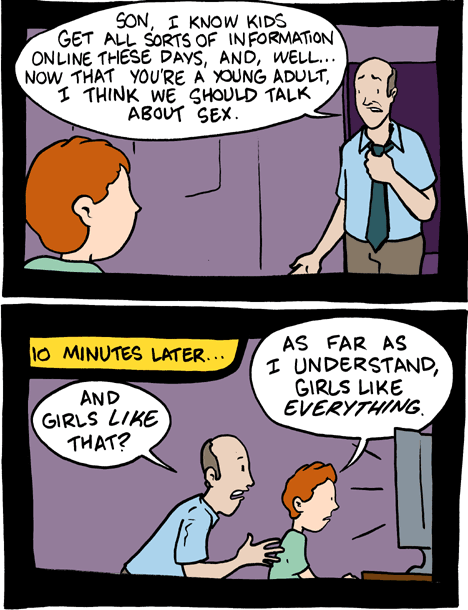 SON, I KNOW KIDS
GET ALL SORTS OF INFORMATION
ONLINE THESE DAYS, AND, WELL...
NOW THAT YOU'RE A YOUNG ADULT,
I THINK WE SHOULD TALK
ABOUT SEX.
10 MINUTES LATER...
AND
GIRLS LIKE
THAT?
AS FAR AS
I UNDERSTAND,
GIRLS LIKE
EVERYTHING.